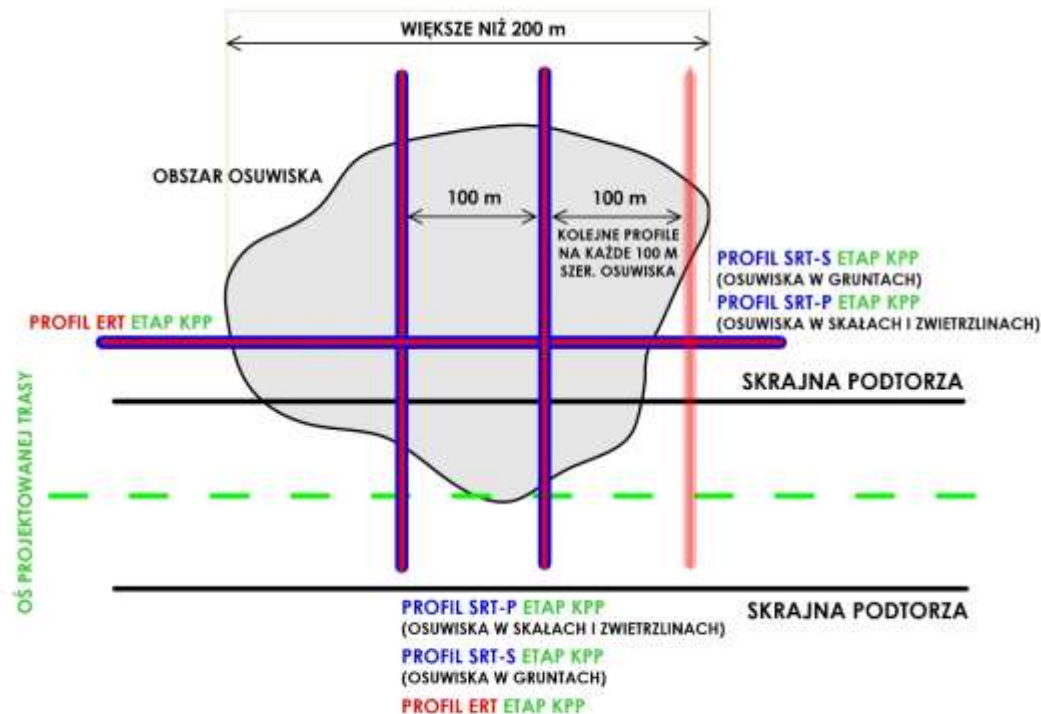 WIĘKSZE NIŻ 200 m
OBSZAR OSUWISKA
100 m
100 m
KOLEJNE PROFILE
NA KAŻDE 100 M
SZER. OSUWISKA
PROFIL SRT-S ETAP KPP
(OSUWISKA W GRUNTACH)
PROFIL SRT-P ETAP KPP
(OSUWISKA W SKAŁACH I ZWIETRZLINACH)
PROFIL ERT ETAP KPP
SKRAJNA PODTORZA
OŚ PROJEKTOWANEJ TRASY
SKRAJNA PODTORZA
PROFIL SRT-P ETAP KPP
(OSUWISKA W SKAŁACH I ZWIETRZLINACH)
PROFIL SRT-S ETAP KPP
(OSUWISKA W GRUNTACH)
PROFIL ERT ETAP KPP